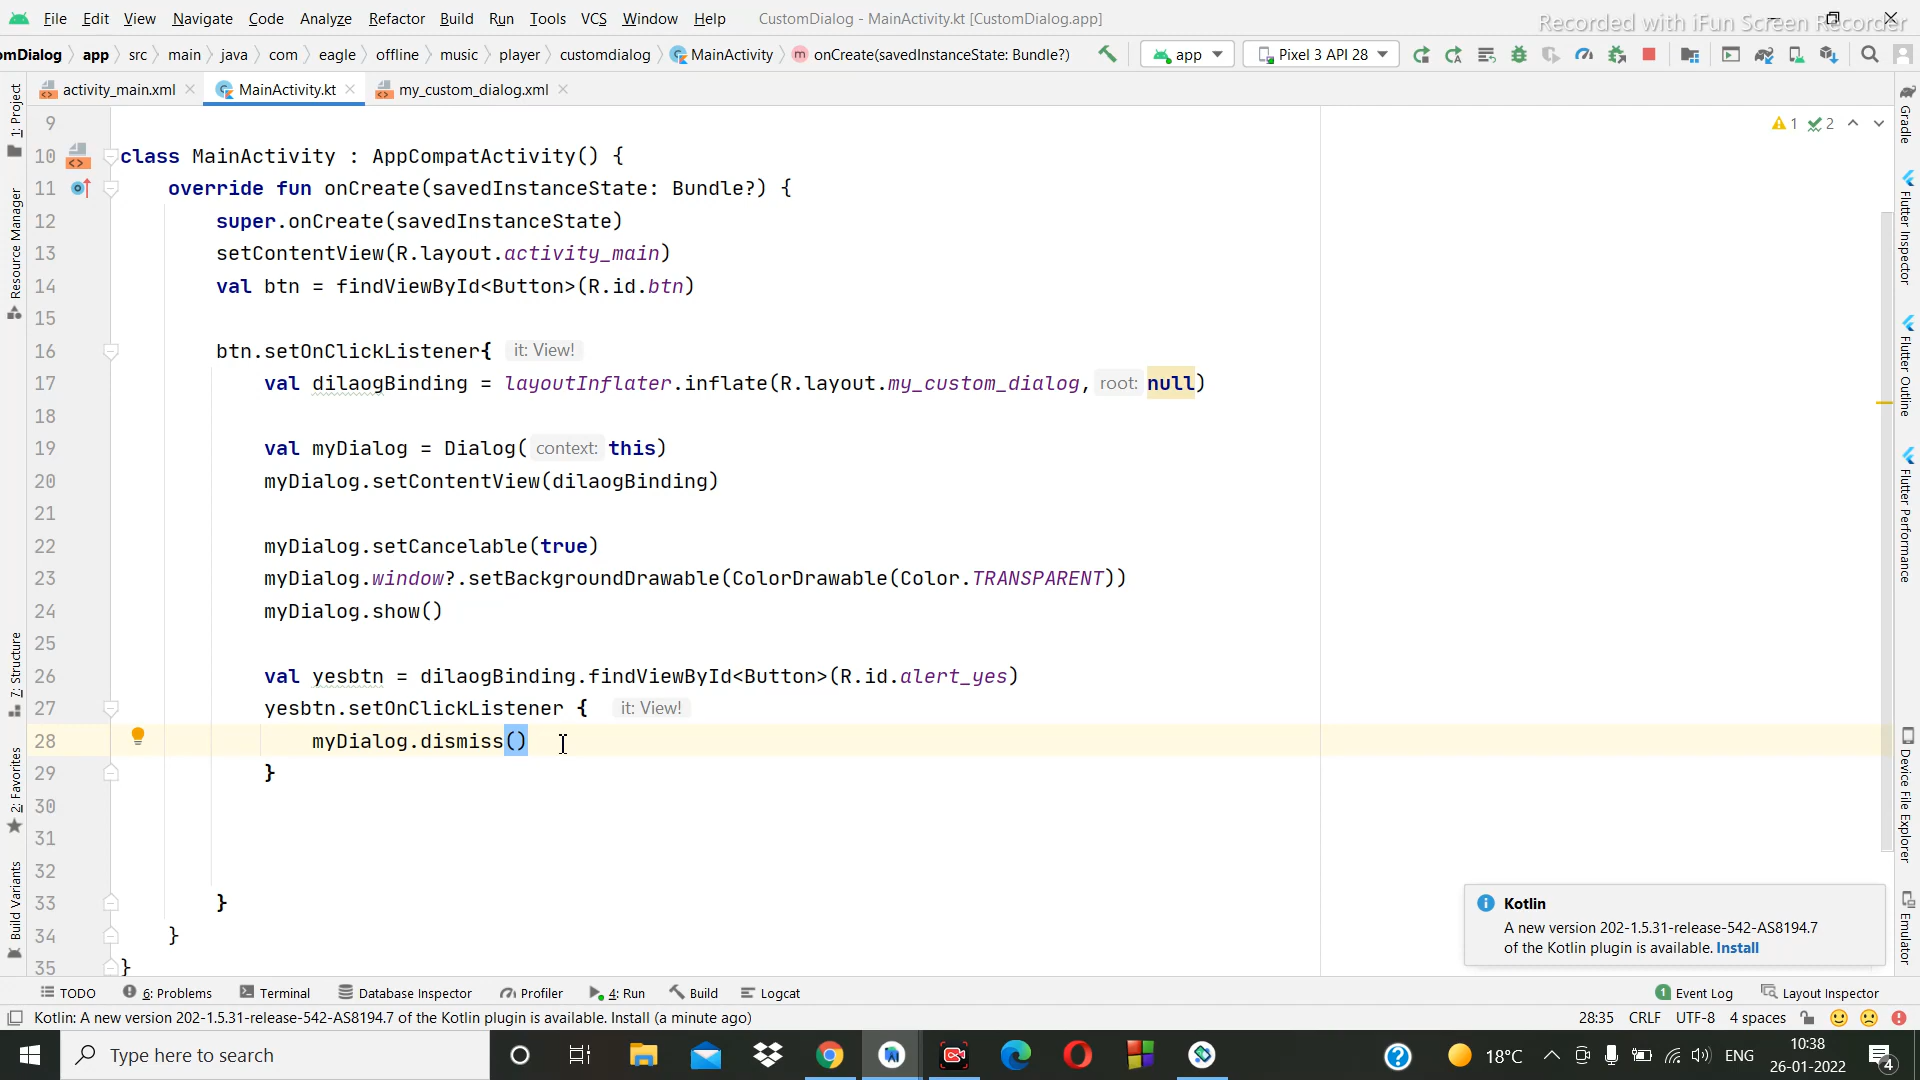 File Edit View Navigate Code Analyze Refactor Build Run Tools VCS Window Help CustomDialog - MainActivity.kt [CustomDialog.app]
Recorded with iFun Screen Recorder
omDialog app src main java com eagle offline music player customdialog MainActivity onCreate(savedInstanceState: Bundle?) app Pixel 3 API 28
activity_main.xml MainActivity.kt my_custom_dialog.xml
9
1 2
10 class MainActivity : AppCompatActivity() {
11 override fun onCreate(savedInstanceState: Bundle?) {
12 super.onCreate(savedInstanceState)
13 setContentView(R.layout.activity_main)
14 val btn = findViewById<Button>(R.id.btn)
15
16 btn.setOnClickListener{ it: View!
17 val dilaogBinding = layoutInflater.inflate(R.layout.my_custom_dialog, root: null)
18
19 val myDialog = Dialog( context: this)
20 myDialog.setContentView(dilaogBinding)
21
22 myDialog.setCancelable(true)
23 myDialog.window?.setBackgroundDrawable(ColorDrawable(Color.TRANSPARENT))
24 myDialog.show()
25
26 val yesbtn = dilaogBinding.findViewById<Button>(R.id.alert_yes)
27 yesbtn.setOnClickListener { it: View!
28 myDialog.dismiss()
29 }
30
31
32
33 }
34 }
35 }
1: Project
Resource Manager
7: Structure
2: Favorites
Build Variants
Gradle
Flutter Inspector
Flutter Outline
Flutter Performance
Device File Explorer
Emulator
Kotlin
A new version 202-1.5.31-release-542-AS8194.7
of the Kotlin plugin is available. Install
TODO 6: Problems Terminal Database Inspector Profiler 4: Run Build Logcat 1 Event Log Layout Inspector
Kotlin: A new version 202-1.5.31-release-542-AS8194.7 of the Kotlin plugin is available. Install (a minute ago) 28:35 CRLF UTF-8 4 spaces
Type here to search 18°C ENG 10:38
26-01-2022 4